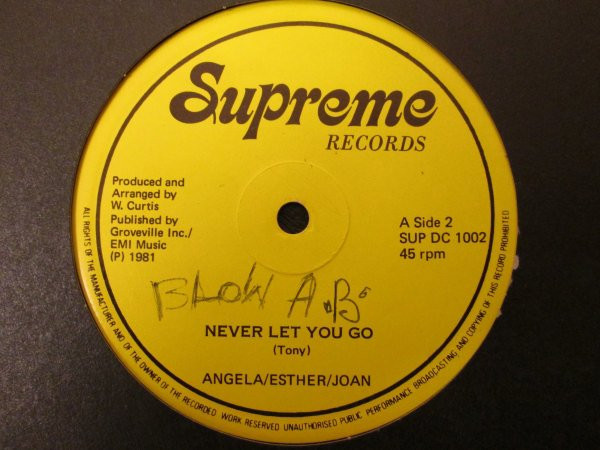 Supreme
RECORDS
Produced and
Arranged by
W. Curtis
Published by
Groveville Inc./
EMI Music
(P) 1981
A Side 2
SUP DC 1002
45 rpm
BLOW A.B.
NEVER LET YOU GO
(Tony)
ANGELA/ESTHER/JOAN
ALL RIGHTS OF THE MANUFACTURER AND OF THE OWNER OF THE RECORDED WORK RESERVED UNAUTHORISED PUBLIC PERFORMANCE BROADCASTING AND COPYING OF THIS RECORD PROHIBITED